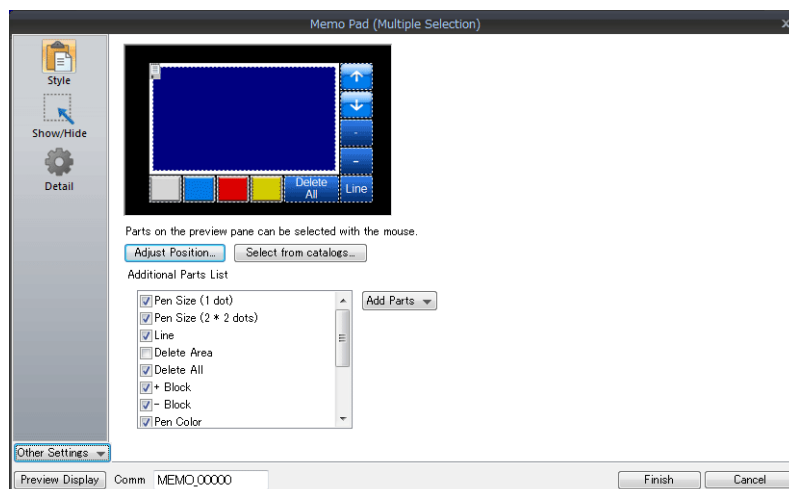 Memo Pad (Multiple Selection)
Style
Show/Hide
Detail
Delete
All
Line
Parts on the preview pane can be selected with the mouse.
Adjust Position...
Select from catalogs...
Additional Parts List
Pen Size (1 dot)
Pen Size (2 * 2 dots)
Line
Delete Area
Delete All
+ Block
- Block
Pen Color
Add Parts
Other Settings
Preview Display
Comm
MEMO_00000
Finish
Cancel